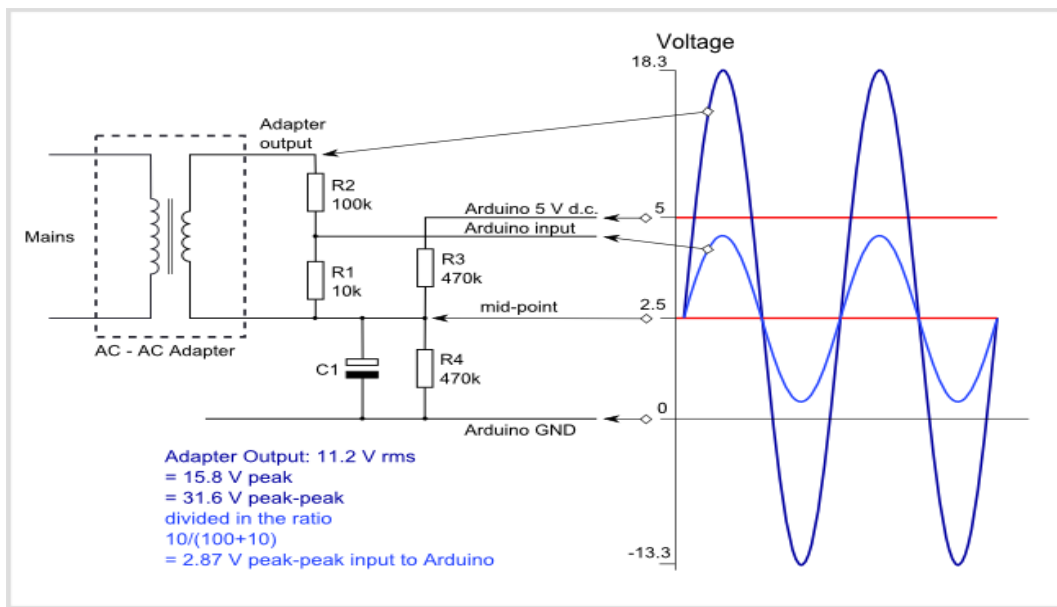 Voltage
18.3
Adapter
output
R2
100k
5
Arduino 5 V d.c.
Arduino input
Mains
R1
10k
R3
470k
2.5
mid-point
AC - AC Adapter
C1
R4
470k
0
Arduino GND
Adapter Output: 11.2 V rms
= 15.8 V peak
= 31.6 V peak-peak
divided in the ratio
10/(100+10)
= 2.87 V peak-peak input to Arduino
-13.3